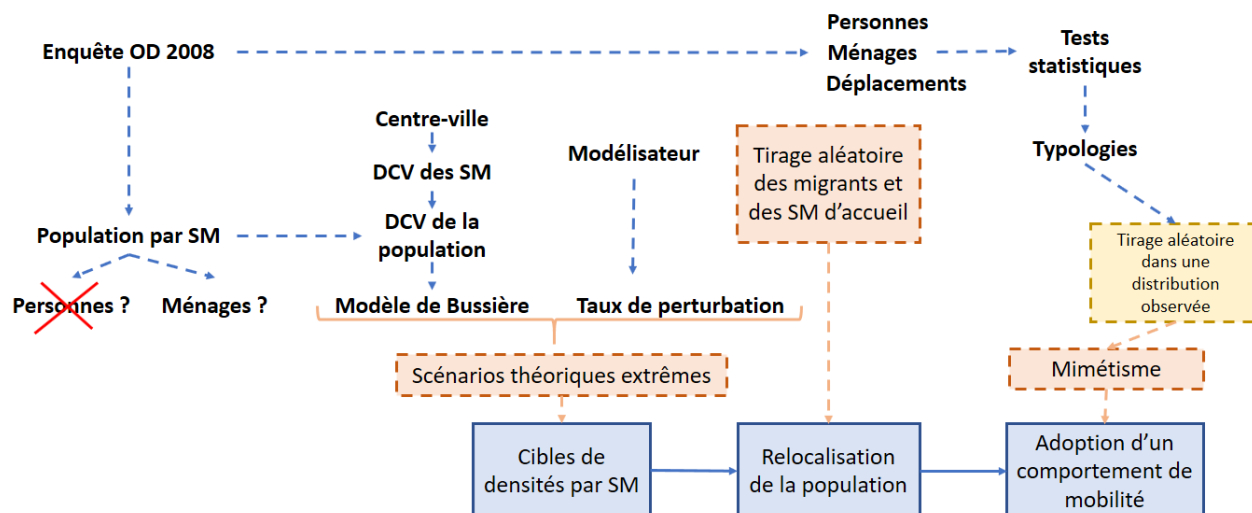 Enquête OD 2008
Personnes
Ménages
Déplacements
Tests
statistiques
Centre-ville
DCV des SM
Modélisateur
Tirage aléatoire
des migrants et
des SM d’accueil
Typologies
Population par SM
DCV de la
population
Tirage aléatoire
dans une
distribution
observée
Personnes ?
Ménages ?
Modèle de Bussière
Taux de perturbation
Scénarios théoriques extrêmes
Mimétisme
Cibles de
densités par SM
Relocalisation
de la population
Adoption d’un
comportement de
mobilité